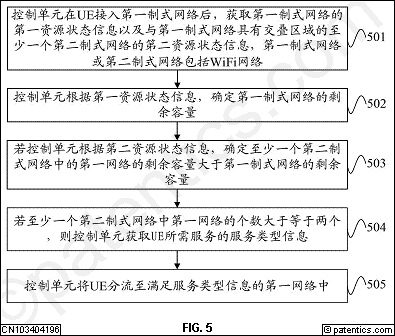 控制单元在UE接入第一制式网络后，获取第一制式网络的
第一资源状态信息以及与第一制式网络具有交叠区域的至
少一个第二制式网络的第二资源状态信息，第一制式网络
或第二制式网络包括WiFi网络
501
控制单元根据第一资源状态信息，确定第一制式网络的剩
余容量
502
若控制单元根据第二资源状态信息，确定至少一个第二制
式网络中的第一网络的剩余容量大于第一制式网络的剩余
容量
503
若至少一个第二制式网络中第一网络的个数大于等于两个
，则控制单元获取UE所需服务的服务类型信息
504
控制单元将UE分流至满足服务类型信息的第一网络中
505
©patentics.com
CN103404196
FIG. 5
© patentics.com